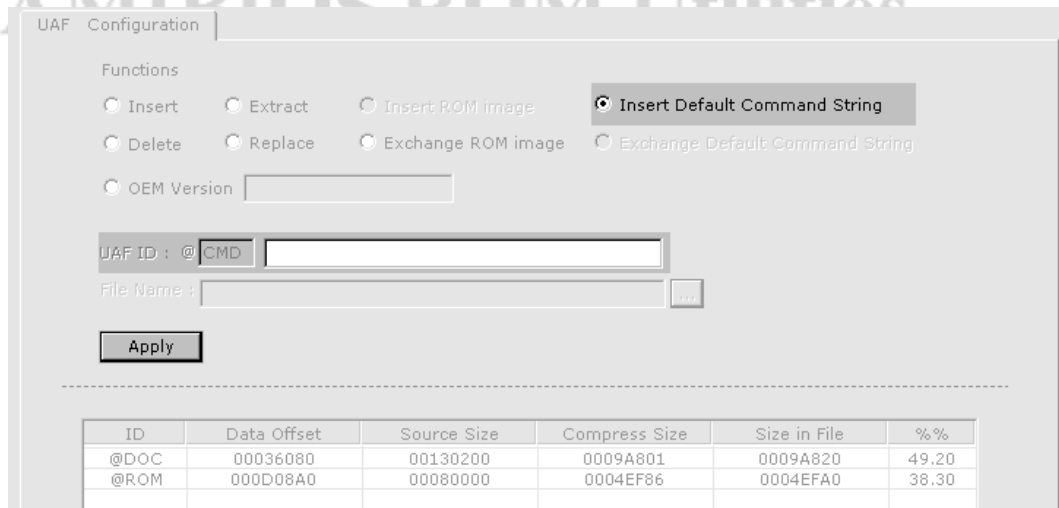 UAF Configuration
Functions
Insert Extract Insert ROM image Insert Default Command String
Delete Replace Exchange ROM image Exchange Default Command String
OEM Version
UAF ID : @ CMD
File Name :
...
Apply
ID Data Offset Source Size Compress Size Size in File %%
@DOC 00036080 00130200 0009A801 0009A820 49.20
@ROM 000D08A0 00080000 0004EF86 0004EFA0 38.30